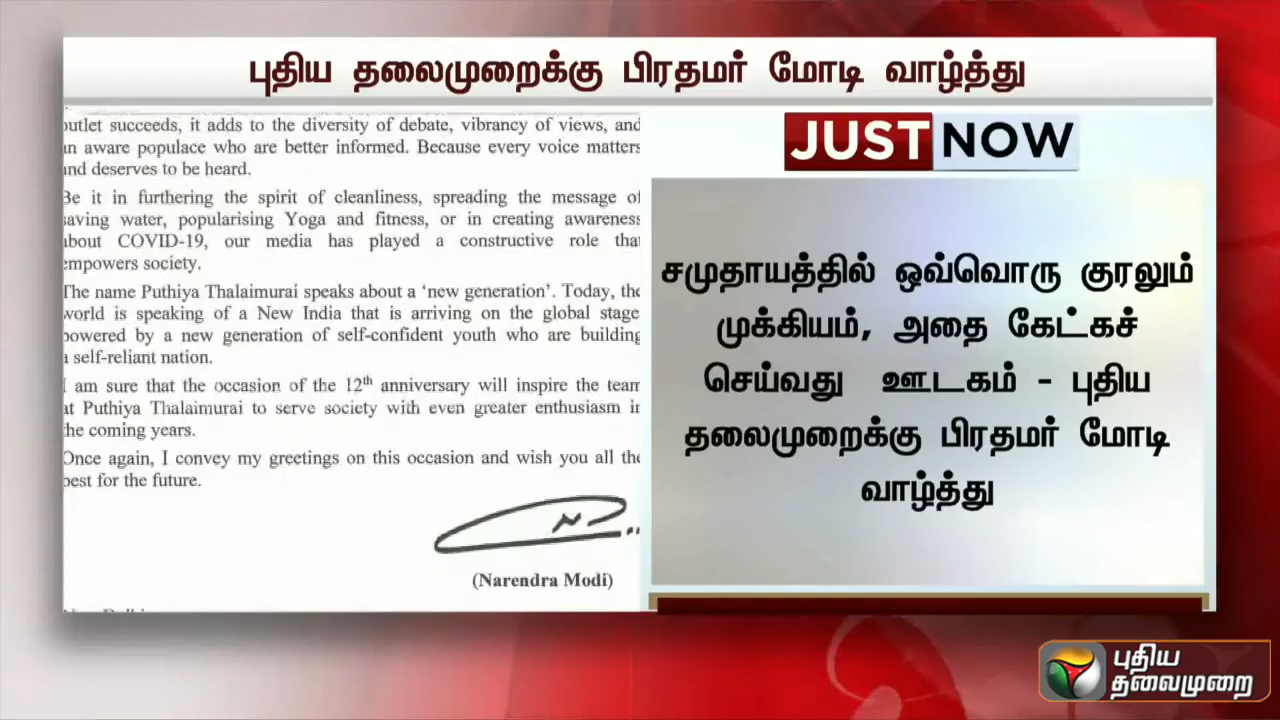 புதிய தலைமுறைக்கு பிரதமர் மோடி வாழ்த்து
outlet succeeds, it adds to the diversity of debate, vibrancy of views, and
an aware populace who are better informed. Because every voice matters
and deserves to be heard.
Be it in furthering the spirit of cleanliness, spreading the message of
saving water, popularising Yoga and fitness, or in creating awareness
about COVID-19, our media has played a constructive role that
empowers society.
The name Puthiya Thalaimurai speaks about a ‘new generation’. Today, the
world is speaking of a New India that is arriving on the global stage
powered by a new generation of self-confident youth who are building
a self-reliant nation.
I am sure that the occasion of the 12th anniversary will inspire the team
at Puthiya Thalaimurai to serve society with even greater enthusiasm in
the coming years.
Once again, I convey my greetings on this occasion and wish you all the
best for the future.
(Narendra Modi)
JUST NOW
சமுதாயத்தில் ஒவ்வொரு குரலும்
முக்கியம், அதை கேட்கச்
செய்வது ஊடகம் - புதிய
தலைமுறைக்கு பிரதமர் மோடி
வாழ்த்து
புதிய
தலைமுறை